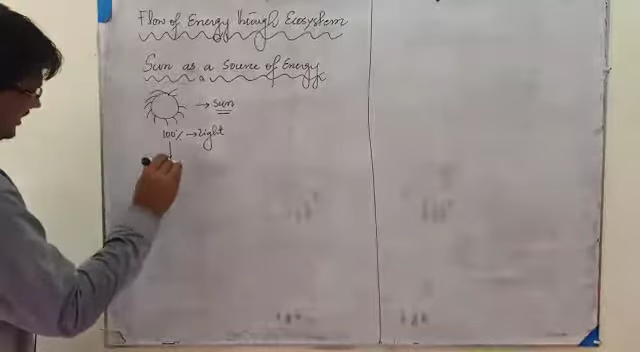 Flow of Energy through Ecosystem
Sun as a Source of Energy
→ Sun
100% → Light